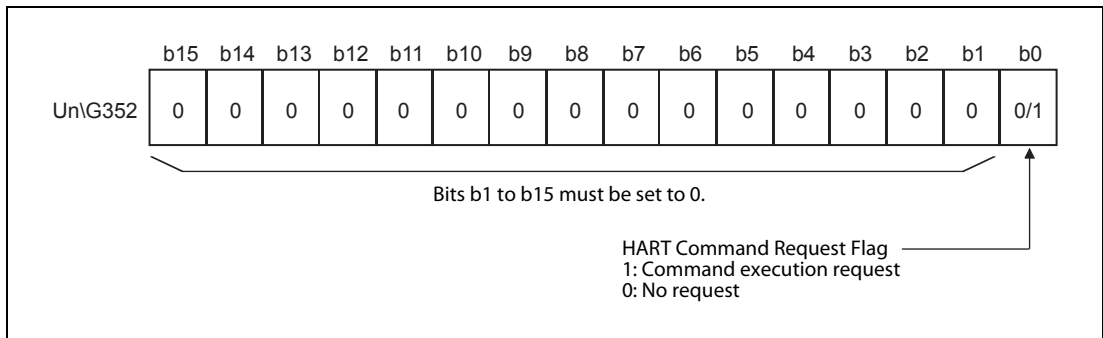 b15 b14 b13 b12 b11 b10 b9 b8 b7 b6 b5 b4 b3 b2 b1 b0
Un\G352 0 0 0 0 0 0 0 0 0 0 0 0 0 0 0 0/1
Bits b1 to b15 must be set to 0.
HART Command Request Flag
1: Command execution request
0: No request